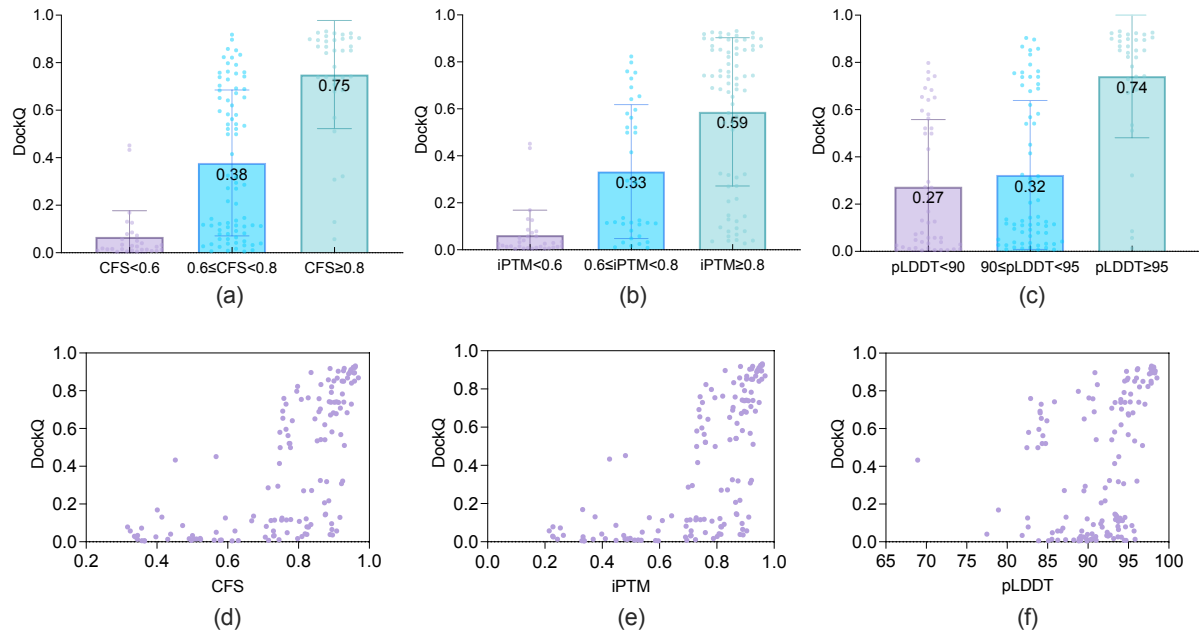 1.0
0.8
0.6
0.4
0.2
0.0
DockQ
0.75
0.38
CFS<0.6
0.6≤CFS<0.8
CFS≥0.8
(a)
1.0
0.8
0.6
0.4
0.2
0.0
DockQ
0.59
0.33
iPTM<0.6
0.6≤iPTM<0.8
iPTM≥0.8
(b)
1.0
0.8
0.6
0.4
0.2
0.0
DockQ
0.74
0.32
0.27
pLDDT<90
90≤pLDDT<95
pLDDT≥95
(c)
1.0
0.8
0.6
0.4
0.2
0.0
DockQ
0.2
0.4
0.6
0.8
1.0
CFS
(d)
1.0
0.8
0.6
0.4
0.2
0.0
DockQ
0.0
0.2
0.4
0.6
0.8
1.0
iPTM
(e)
1.0
0.8
0.6
0.4
0.2
0.0
DockQ
65
70
75
80
85
90
95
100
pLDDT
(f)